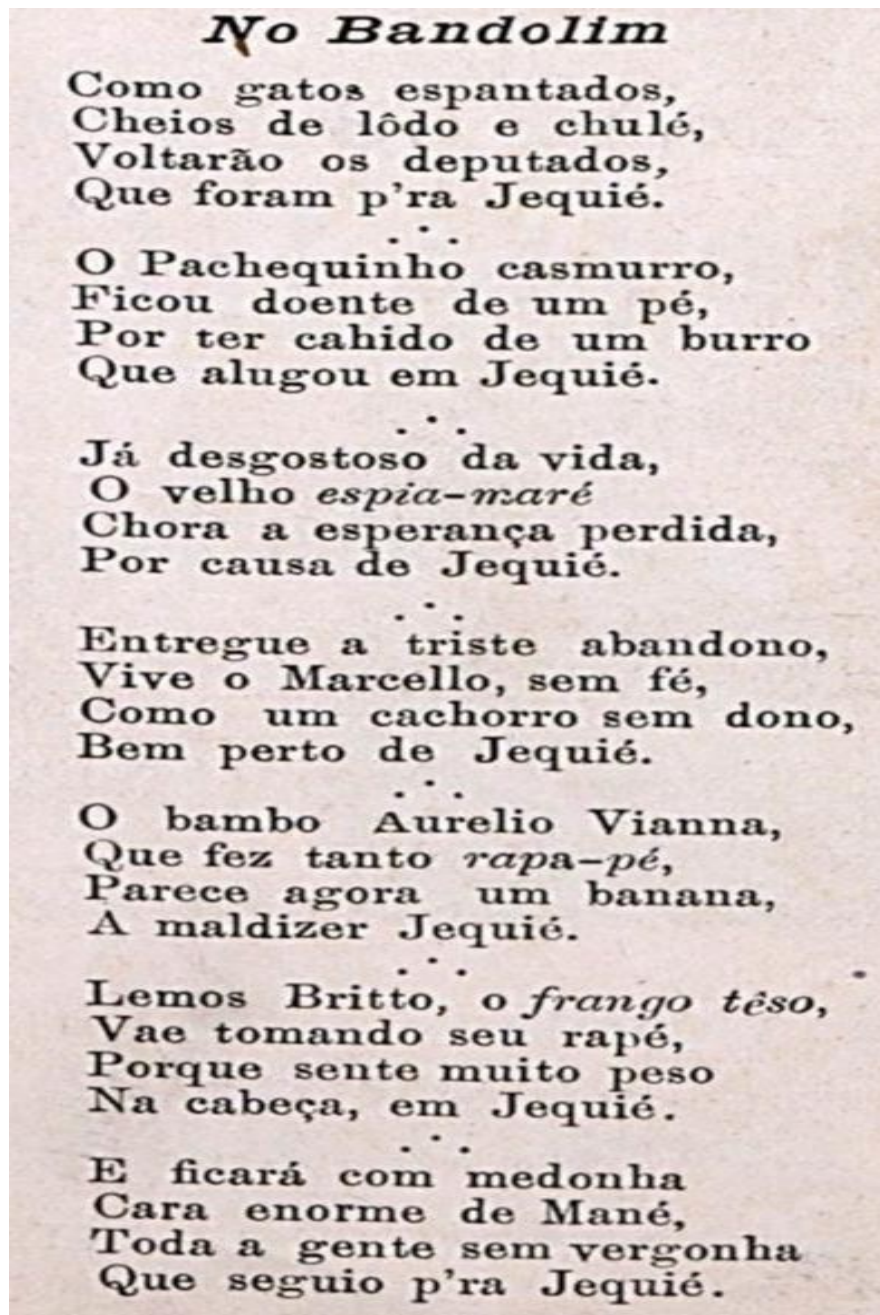 No Bandolim
Como gatos espantados,
Cheios de lôdo e chulé,
Voltarão os deputados,
Que foram p'ra Jequié.
O Pachequinho casmurro,
Ficou doente de um pé,
Por ter cahido de um burro
Que alugou em Jequié.
Já desgostoso da vida,
O velho espia-maré
Chora a esperança perdida,
Por causa de Jequié.
Entregue a triste abandono,
Vive o Marcello, sem fé,
Como um cachorro sem dono,
Bem perto de Jequié.
O bambo Aurelio Vianna,
Que fez tanto rapa-pé,
Parece agora um banana,
A maldizer Jequié.
Lemos Britto, o frango têso,
Vae tomando seu rapé,
Porque sente muito peso
Na cabeça, em Jequié.
E ficará com medonha
Cara enorme de Mané,
Toda a gente sem vergonha
Que seguio p'ra Jequié.